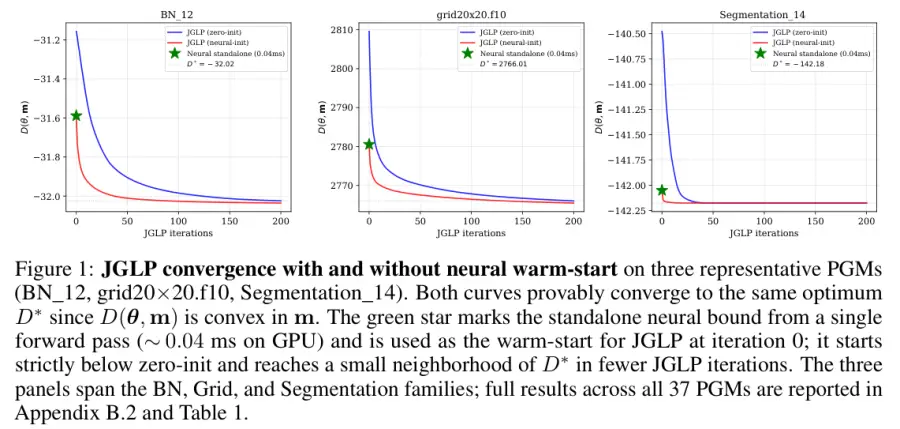 BN_12
grid20x20.f10
Segmentation_14
D(θ, m)
−31.2
−31.4
−31.6
−31.8
−32.0
0
50
100
150
200
JGLP iterations
JGLP (zero-init)
JGLP (neural-init)
Neural standalone (0.04ms)
D* = −32.02
D(θ, m)
2810
2800
2790
2780
2770
0
50
100
150
200
JGLP iterations
JGLP (zero-init)
JGLP (neural-init)
Neural standalone (0.04ms)
D* = 2766.01
D(θ, m)
−140.50
−140.75
−141.00
−141.25
−141.50
−141.75
−142.00
−142.25
0
50
100
150
200
JGLP iterations
JGLP (zero-init)
JGLP (neural-init)
Neural standalone (0.04ms)
D* = −142.18
Figure 1: JGLP convergence with and without neural warm-start on three representative PGMs
(BN_12, grid20×20.f10, Segmentation_14). Both curves provably converge to the same optimum
D* since D(θ, m) is convex in m. The green star marks the standalone neural bound from a single
forward pass (∼ 0.04 ms on GPU) and is used as the warm-start for JGLP at iteration 0; it starts
strictly below zero-init and reaches a small neighborhood of D* in fewer JGLP iterations. The three
panels span the BN, Grid, and Segmentation families; full results across all 37 PGMs are reported in
Appendix B.2 and Table 1.